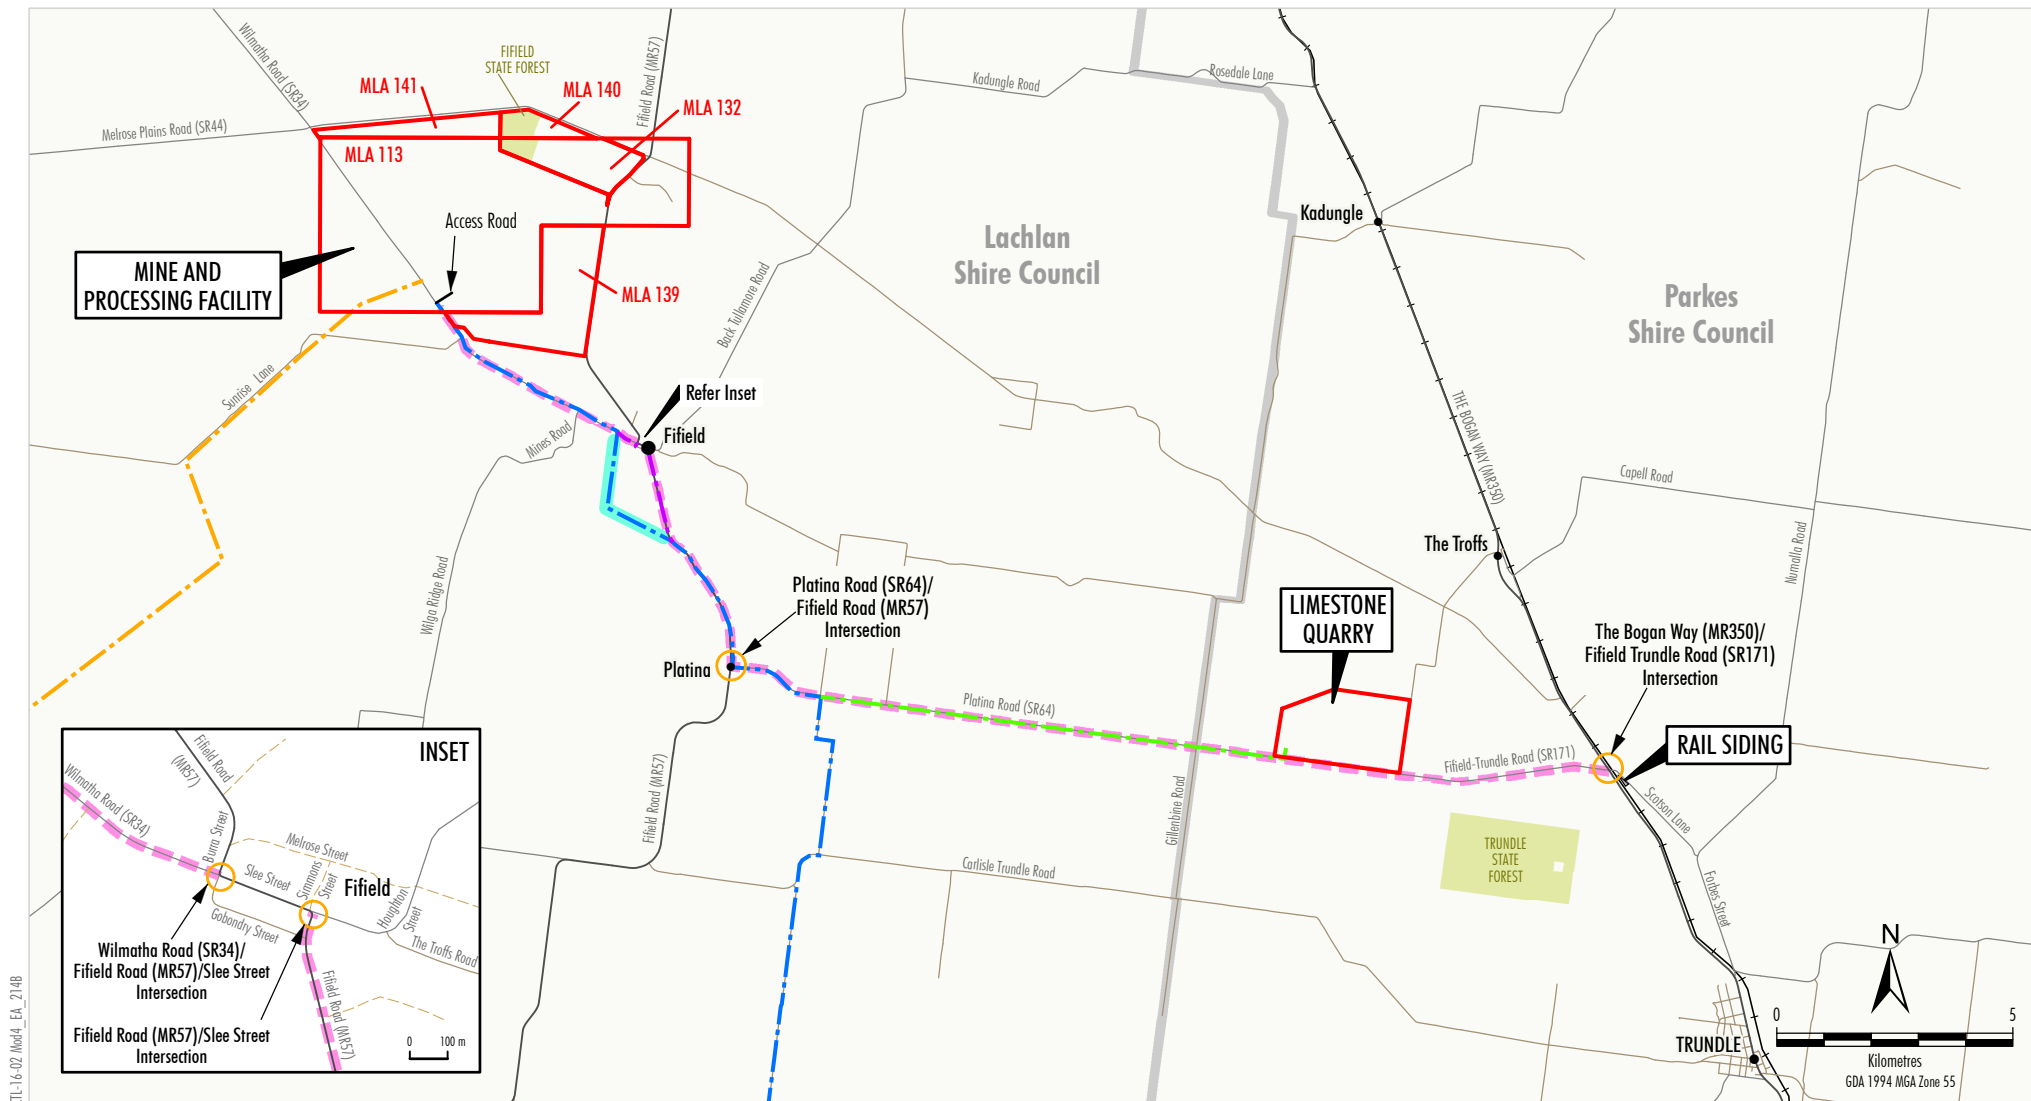 Wilmatha Road (SR34)
FIFIELD
STATE FOREST
Fifield Road (MR57)
Kadungle Road
Rosedale Lane
MLA 141
MLA 140
MLA 132
Melrose Plains Road (SR44)
MLA 113
Access Road
Kadungle
Lachlan
Shire Council
MINE AND
PROCESSING FACILITY
MLA 139
Back Tullamore Road
Parkes
Shire Council
Sunrise Lane
Refer Inset
Mines Road
Fifield
THE BOGAN WAY (MR350)
Capell Road
The Troffs
Numalla Road
Wilga Ridge Road
Platina Road (SR64)/
Fifield Road (MR57)
Intersection
LIMESTONE
QUARRY
The Bogan Way (MR350)/
Fifield Trundle Road (SR171)
Intersection
Platina
Platina Road (SR64)
RAIL SIDING
Fifield-Trundle Road (SR171)
Fifield Road (MR57)
Gillenbine Road
Scotson Lane
TRUNDLE
STATE
FOREST
Carlisle Trundle Road
Forbes Street
INSET
Fifield Road
(MR57)
Wilmatha Road (SR34)
Burra Street
Melrose Street
Slee Street
Simmons
Street
Fifield
Houghton
Street
Gobondry Street
The Troffs Road
Wilmatha Road (SR34)/
Fifield Road (MR57)/Slee Street
Intersection
Fifield Road (MR57)
Fifield Road (MR57)/Slee Street
Intersection
0 100 m
N
0 5
Kilometres
GDA 1994 MGA Zone 55
TRUNDLE
CTL-16-02 Mod4_EA_214B